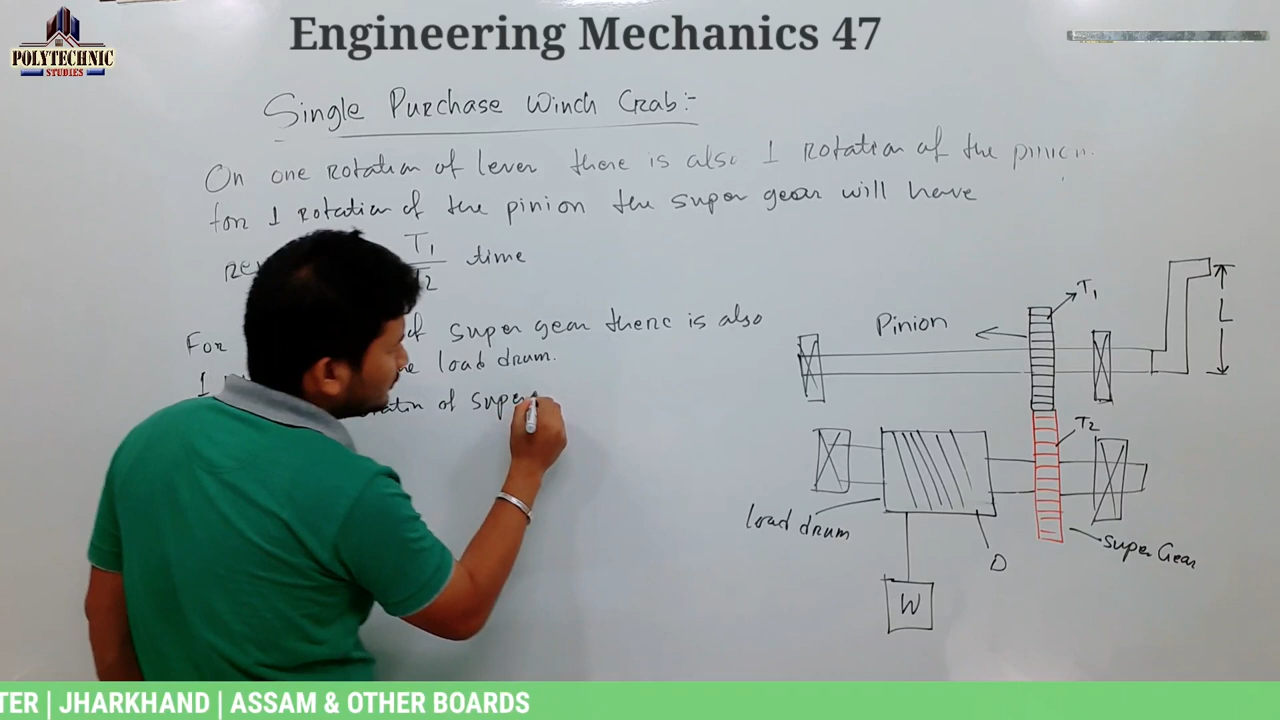 Engineering Mechanics 47
POLYTECHNIC
STUDIES
Single Purchase Winch Crab:-
On one rotation of lever there is also 1 rotation of the pinion.
for 1 rotation of the pinion the super gear will have
T1
2 time
For of super gear there is also
1 load drum.
of super
Pinion
T1
L
T2
load drum
D
super Gear
W
TER | JHARKHAND | ASSAM & OTHER BOARDS